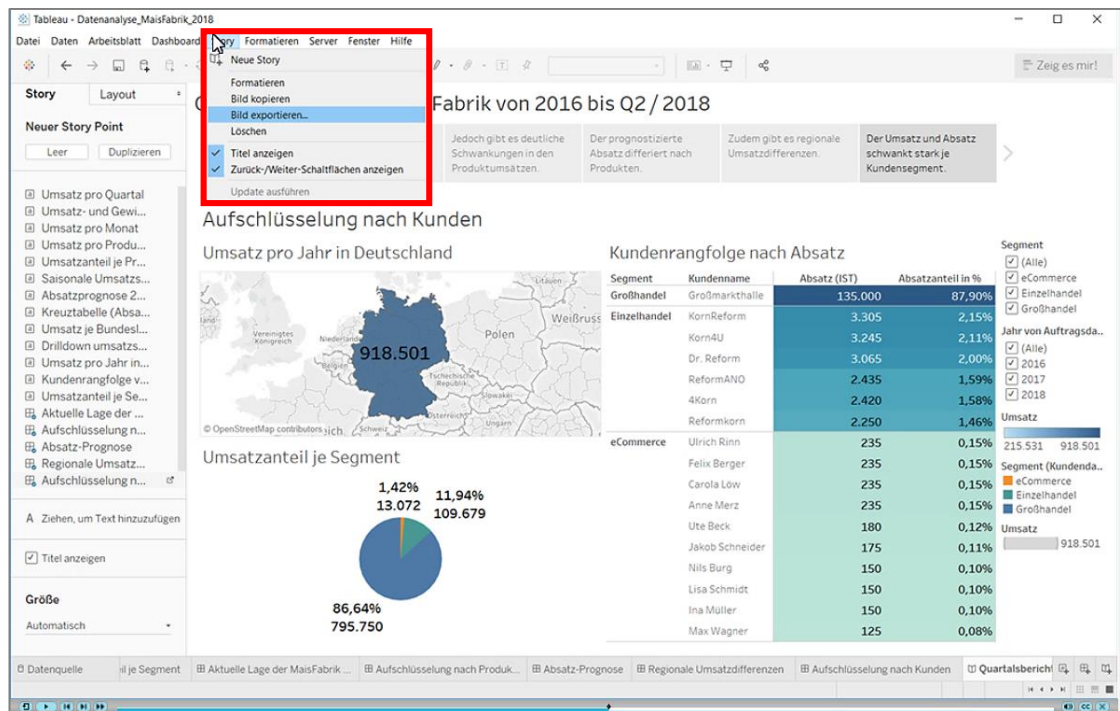 Tableau - Datenanalyse_MaisFabrik_2018
Datei Daten Arbeitsblatt Dashboard Story Formatieren Server Fenster Hilfe
Zeig es mir!
Neue Story
Formatieren
Bild kopieren
Bild exportieren...
Löschen
Titel anzeigen
Zurück-/Weiter-Schaltflächen anzeigen
Update ausführen
Story Layout
Neuer Story Point
Leer Duplizieren
Umsatz pro Quartal
Umsatz- und Gewi...
Umsatz pro Monat
Umsatz pro Produ...
Umsatzanteil je Pr...
Saisonale Umsatzs...
Absatzprognose 2...
Kreuztabelle (Absa...
Umsatz je Bundesl...
Drilldown umsatzs...
Umsatz pro Jahr in...
Kundenrangfolge v...
Umsatzanteil je Se...
Aktuelle Lage der ...
Aufschlüsselung n...
Absatz-Prognose
Regionale Umsatz...
Aufschlüsselung n...
A Ziehen, um Text hinzuzufügen
Titel anzeigen
Größe
Automatisch
Fabrik von 2016 bis Q2 / 2018
Jedoch gibt es deutliche
Schwankungen in den
Produktumsätzen.
Der prognostizierte
Absatz differiert nach
Produkten.
Zudem gibt es regionale
Umsatzdifferenzen.
Der Umsatz und Absatz
schwankt stark je
Kundensegment.
Aufschlüsselung nach Kunden
Umsatz pro Jahr in Deutschland
Litauen
Weißruss
Vereinigtes
Königreich
Niederlande
Polen
918.501
Belgien
Tschechische
Republik
Slowakei
Österreich
Ungarn
Schweiz
© OpenStreetMap contributors
Umsatzanteil je Segment
1,42%
13.072
11,94%
109.679
86,64%
795.750
Kundenrangfolge nach Absatz
Segment Kundenname Absatz (IST) Absatzanteil in %
Großhandel Großmarkthalle 135.000 87,90%
Einzelhandel KornReform 3.305 2,15%
Korn4U 3.245 2,11%
Dr. Reform 3.065 2,00%
ReformANO 2.435 1,59%
4Korn 2.420 1,58%
Reformkorn 2.250 1,46%
eCommerce Ulrich Rinn 235 0,15%
Felix Berger 235 0,15%
Carola Löw 235 0,15%
Anne Merz 235 0,15%
Ute Beck 180 0,12%
Jakob Schneider 175 0,11%
Nils Burg 150 0,10%
Lisa Schmidt 150 0,10%
Ina Müller 150 0,10%
Max Wagner 125 0,08%
Segment
(Alle)
eCommerce
Einzelhandel
Großhandel
Jahr von Auftragsda..
(Alle)
2016
2017
2018
Umsatz
215.531 918.501
Segment (Kundenda..
eCommerce
Einzelhandel
Großhandel
Umsatz
918.501
Datenquelle eil je Segment Aktuelle Lage der MaisFabrik ... Aufschlüsselung nach Produk... Absatz-Prognose Regionale Umsatzdifferenzen Aufschlüsselung nach Kunden Quartalsbericht
CC